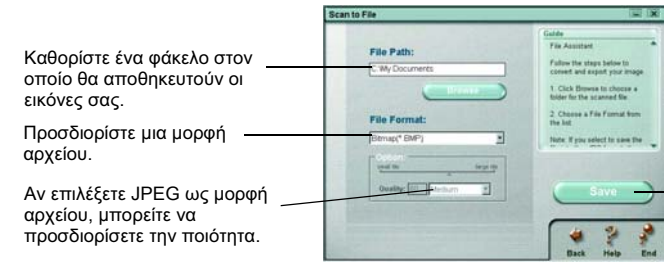 Καθορίστε ένα φάκελο στον
οποίο θα αποθηκευτούν οι
εικόνες σας.
Προσδιορίστε μια μορφή
αρχείου.
Αν επιλέξετε JPEG ως μορφή
αρχείου, μπορείτε να
προσδιορίσετε την ποιότητα.
Scan to File
File Path:
C:\My Documents
Browse
File Format:
Bitmap(*.BMP)
Option:
small file large file
Quality: Medium
Guide
File Assistant
Follow the steps below to
convert and export your image.
1. Click Browse to choose a
folder for the scanned file.
2. Choose a File Format from
the list.
Note: If you select to save the
Save
Back Help End